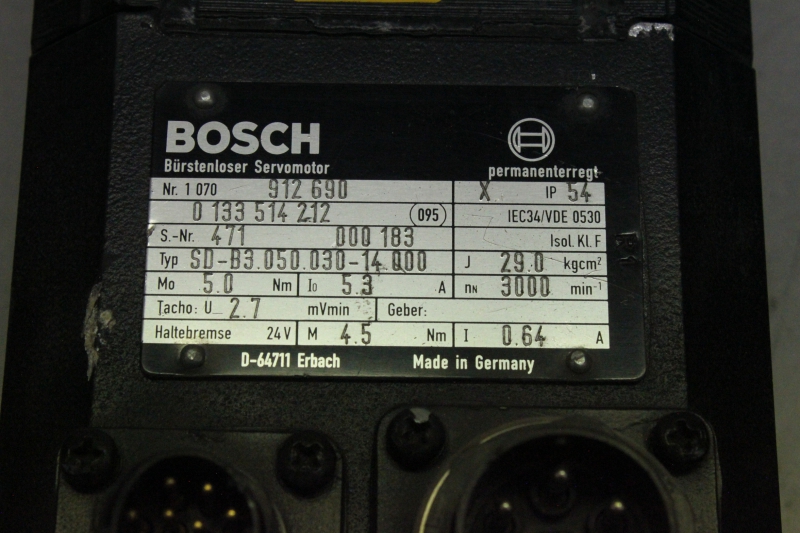 BOSCH
Bürstenloser Servomotor permanenterregt
Nr. 1 070 912 690 X IP 54
0 133 514 212 095 IEC34/VDE 0530
S.-Nr. 471 000 183 Isol. Kl. F
Typ SD-B3.050.030-14.000 J 29.0 kgcm²
Mo 5.0 Nm I₀ 5.3 A nN 3000 min⁻¹
Tacho: U_ 2.7 mVmin Geber:
Haltebremse 24V M 4.5 Nm I 0.64 A
D-64711 Erbach Made in Germany